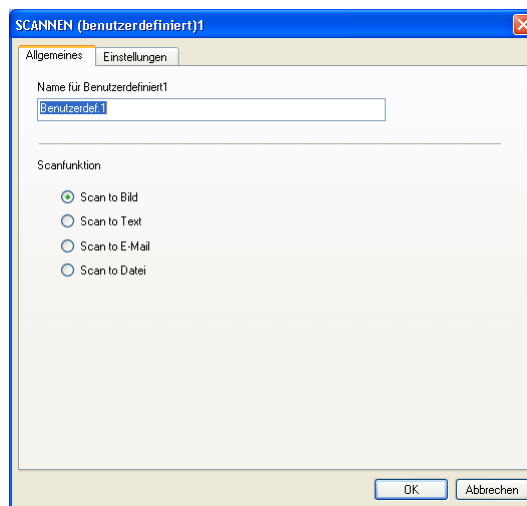 SCANNEN (benutzerdefiniert)1
Allgemeines Einstellungen
Name für Benutzerdefiniert1
Benutzerdef.1
Scanfunktion
Scan to Bild
Scan to Text
Scan to E-Mail
Scan to Datei
OK Abbrechen